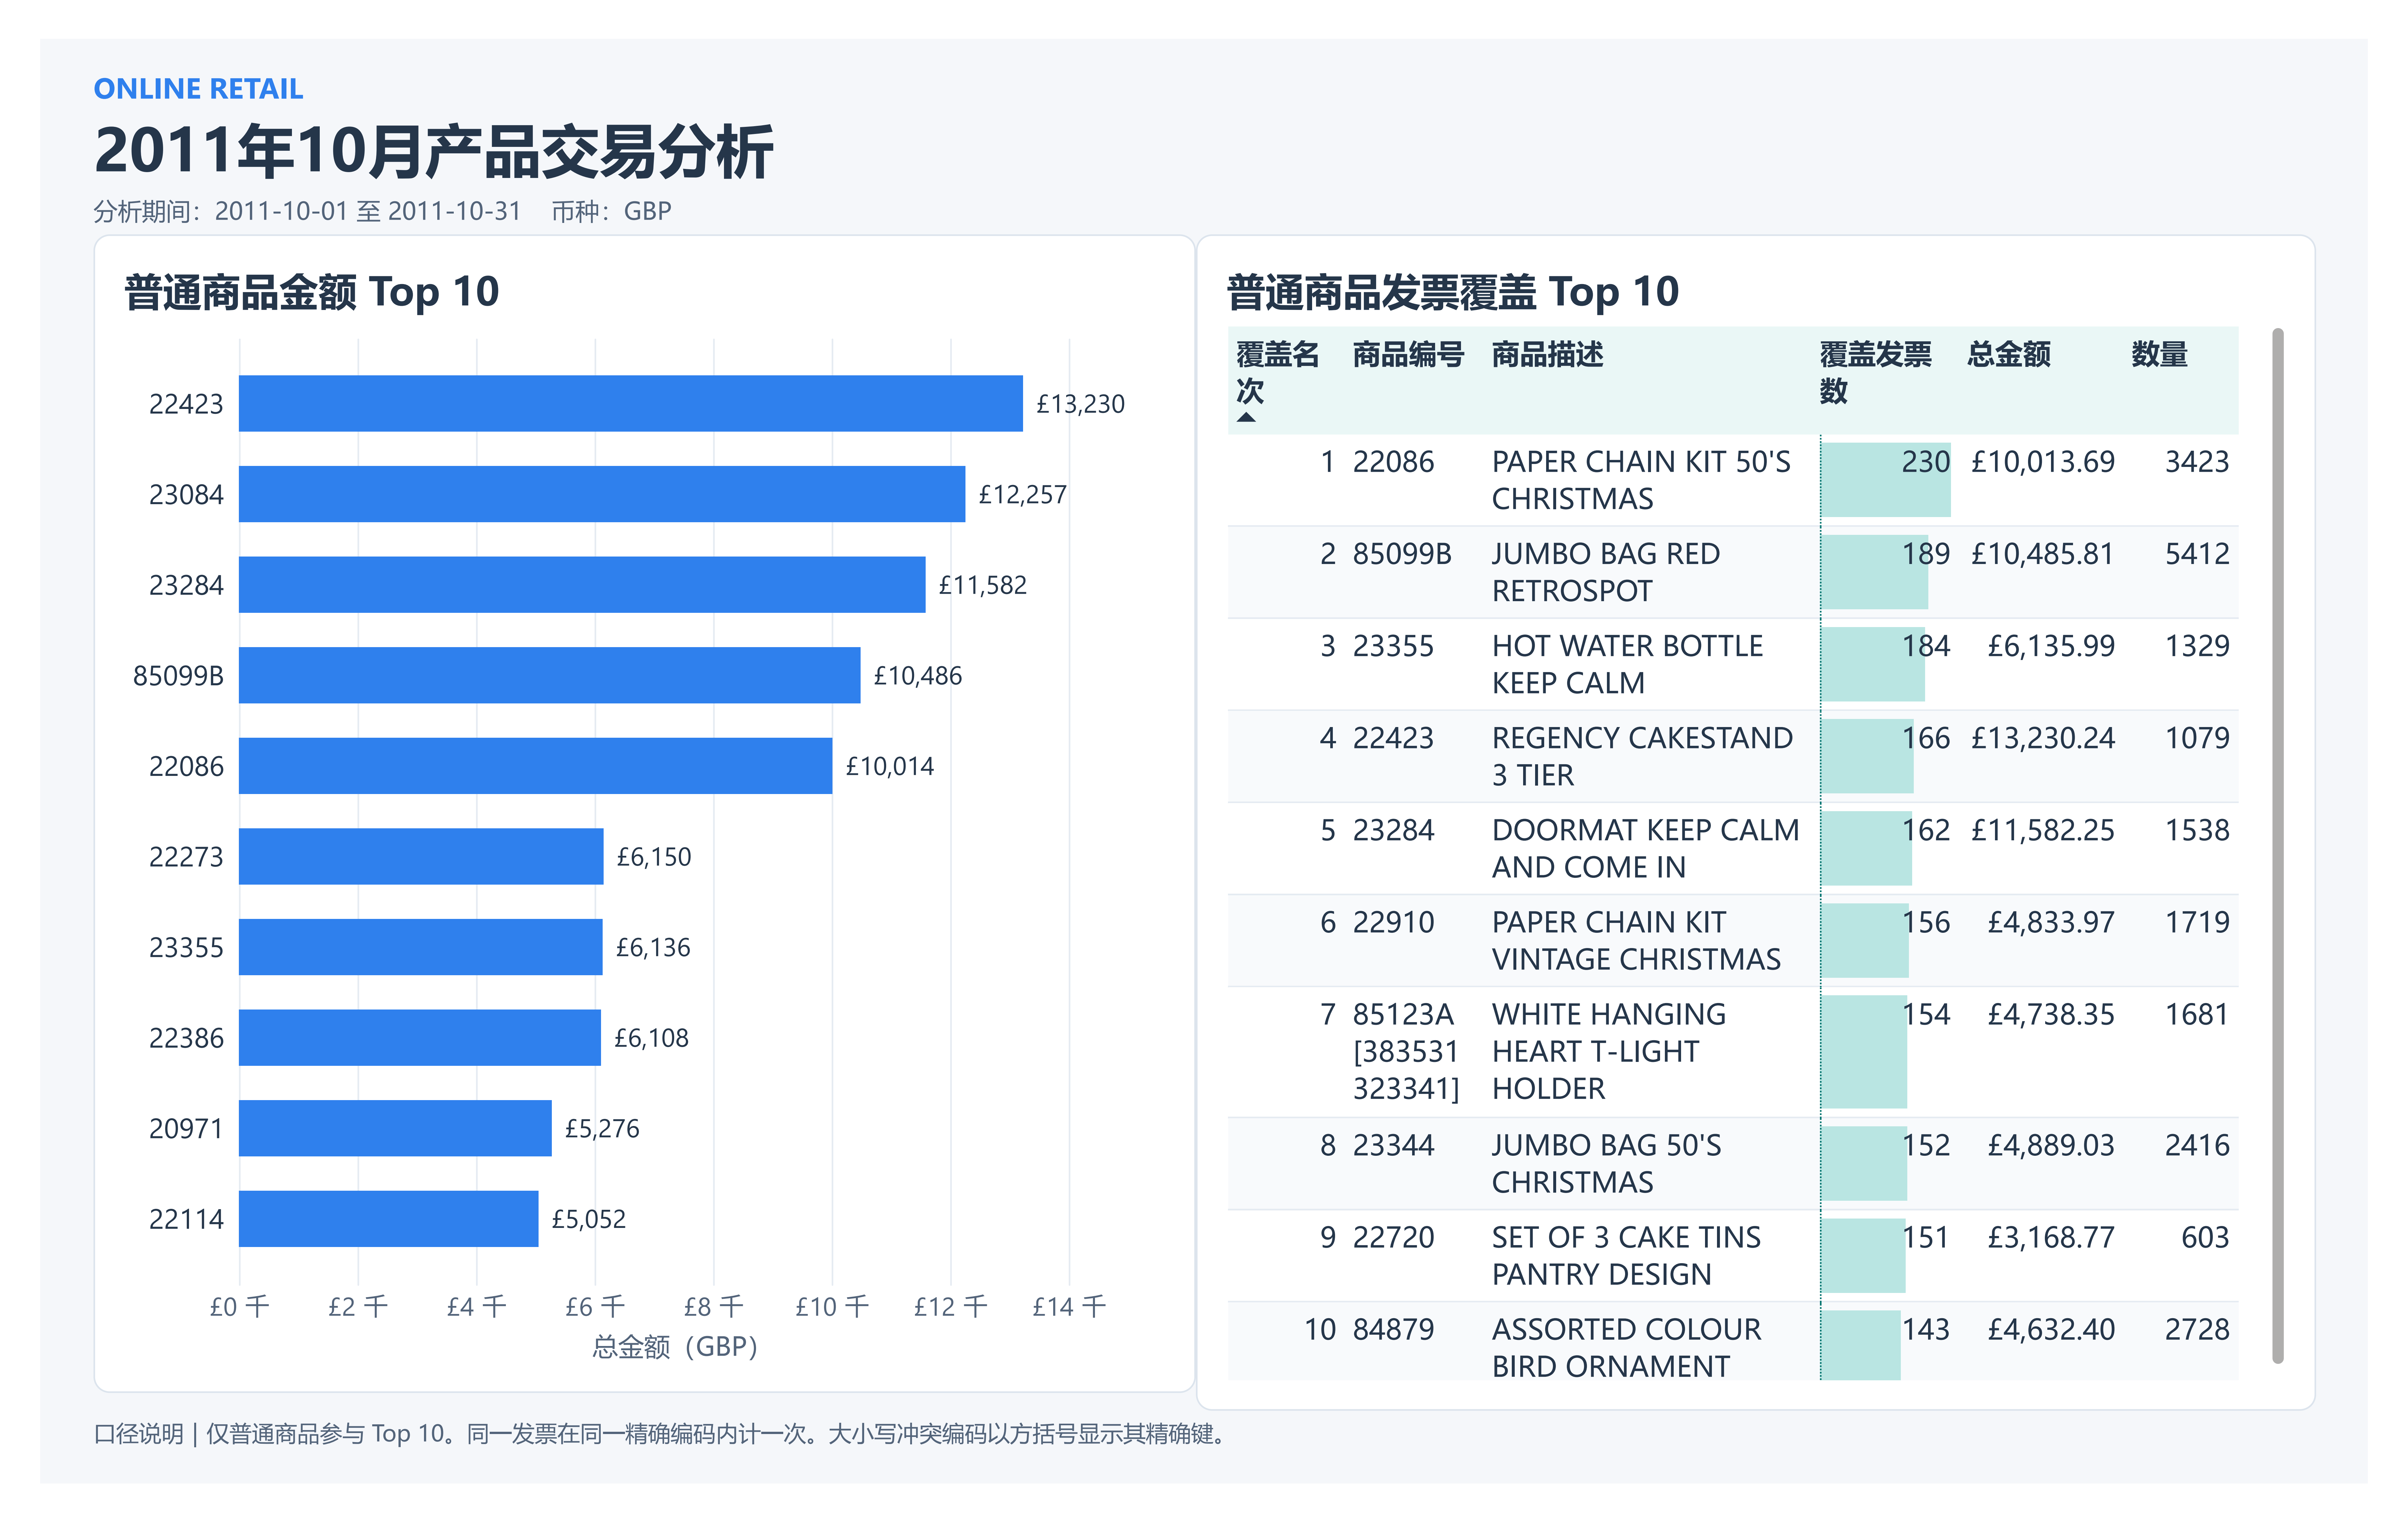 ONLINE RETAIL
2011年10月产品交易分析
分析期间：2011-10-01 至 2011-10-31 币种：GBP
普通商品金额 Top 10
22423 £13,230
23084 £12,257
23284 £11,582
85099B £10,486
22086 £10,014
22273 £6,150
23355 £6,136
22386 £6,108
20971 £5,276
22114 £5,052
£0 千 £2 千 £4 千 £6 千 £8 千 £10 千 £12 千 £14 千
总金额（GBP）
普通商品发票覆盖 Top 10
覆盖名 商品编号 商品描述 覆盖发票 总金额 数量
次 数
1 22086 PAPER CHAIN KIT 50'S 230 £10,013.69 3423
CHRISTMAS
2 85099B JUMBO BAG RED 189 £10,485.81 5412
RETROSPOT
3 23355 HOT WATER BOTTLE 184 £6,135.99 1329
KEEP CALM
4 22423 REGENCY CAKESTAND 166 £13,230.24 1079
3 TIER
5 23284 DOORMAT KEEP CALM 162 £11,582.25 1538
AND COME IN
6 22910 PAPER CHAIN KIT 156 £4,833.97 1719
VINTAGE CHRISTMAS
7 85123A WHITE HANGING 154 £4,738.35 1681
[383531 HEART T-LIGHT
323341] HOLDER
8 23344 JUMBO BAG 50'S 152 £4,889.03 2416
CHRISTMAS
9 22720 SET OF 3 CAKE TINS 151 £3,168.77 603
PANTRY DESIGN
10 84879 ASSORTED COLOUR 143 £4,632.40 2728
BIRD ORNAMENT
口径说明 | 仅普通商品参与 Top 10。同一发票在同一精确编码内计一次。大小写冲突编码以方括号显示其精确键。